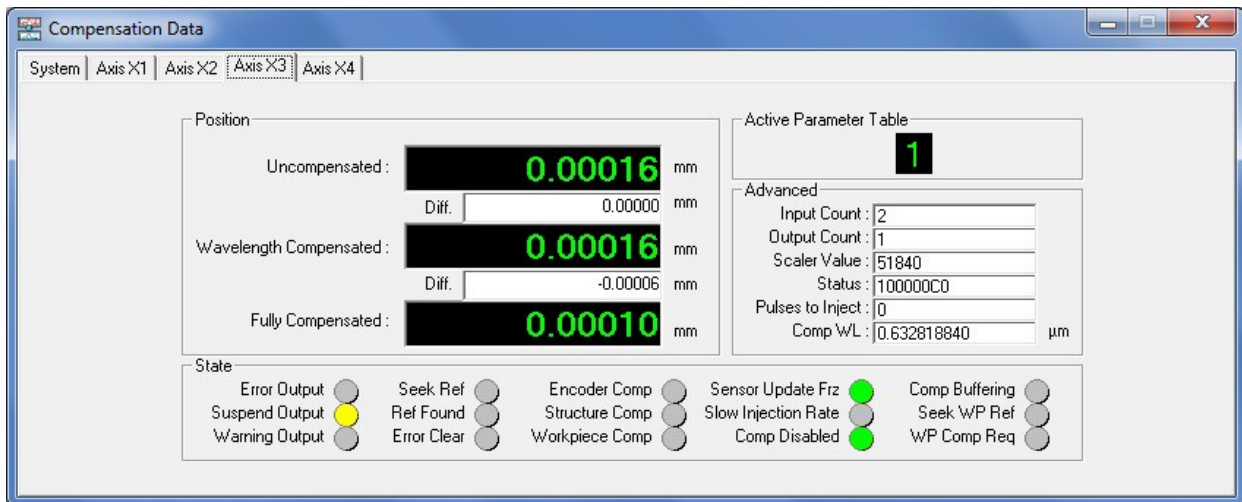 Compensation Data
System Axis X1 Axis X2 Axis X3 Axis X4
Position
Uncompensated : 0.00016 mm
Diff. 0.00000 mm
Wavelength Compensated : 0.00016 mm
Diff. -0.00006 mm
Fully Compensated : 0.00010 mm
Active Parameter Table
1
Advanced
Input Count : 2
Output Count : 1
Scaler Value : 51840
Status : 100000C0
Pulses to Inject : 0
Comp WL : 0.632818840 µm
State
Error Output Seek Ref Encoder Comp Sensor Update Frz Comp Buffering
Suspend Output Ref Found Structure Comp Slow Injection Rate Seek WP Ref
Warning Output Error Clear Workpiece Comp Comp Disabled WP Comp Req